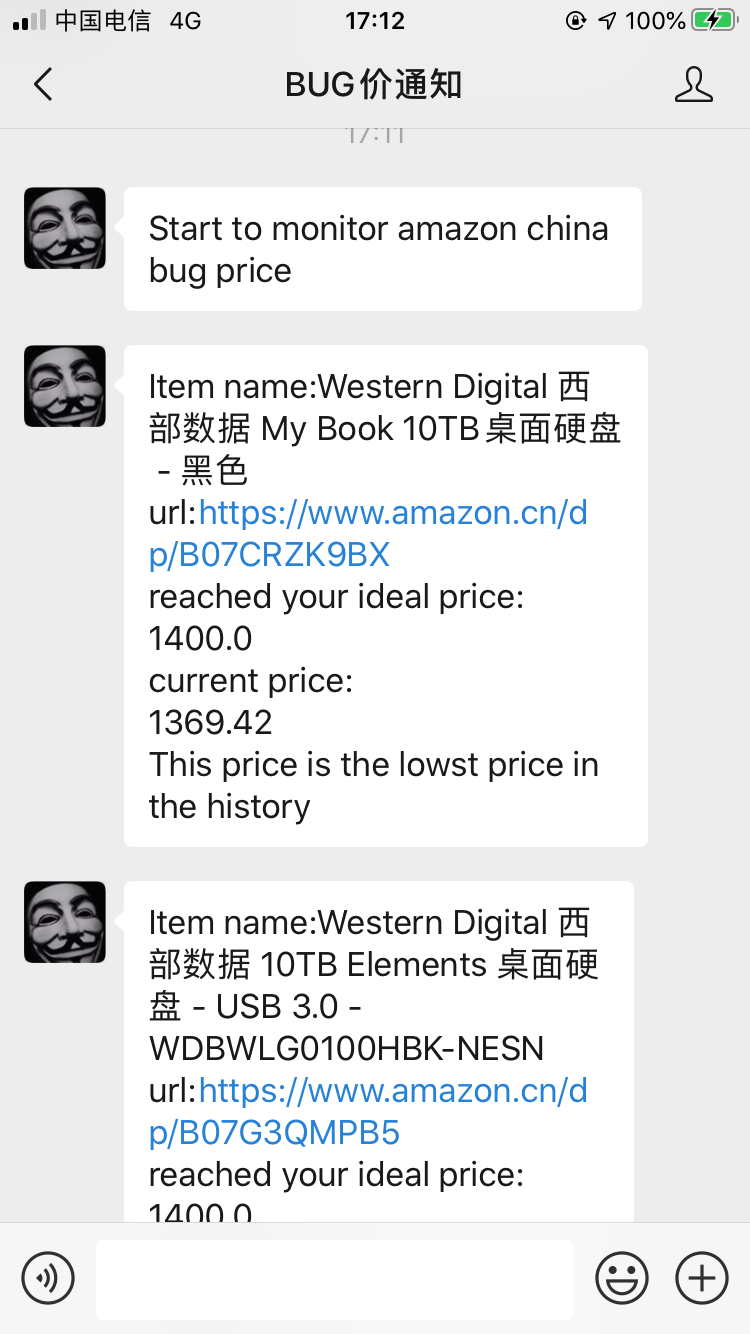 中国电信 4G 17:12 100%
BUG价通知
17:11
Start to monitor amazon china
bug price
Item name:Western Digital 西
部数据 My Book 10TB桌面硬盘
- 黑色
url:https://www.amazon.cn/d
p/B07CRZK9BX
reached your ideal price:
1400.0
current price:
1369.42
This price is the lowst price in
the history
Item name:Western Digital 西
部数据 10TB Elements 桌面硬
盘 - USB 3.0 -
WDBWLG0100HBK-NESN
url:https://www.amazon.cn/d
p/B07G3QMPB5
reached your ideal price:
1400.0